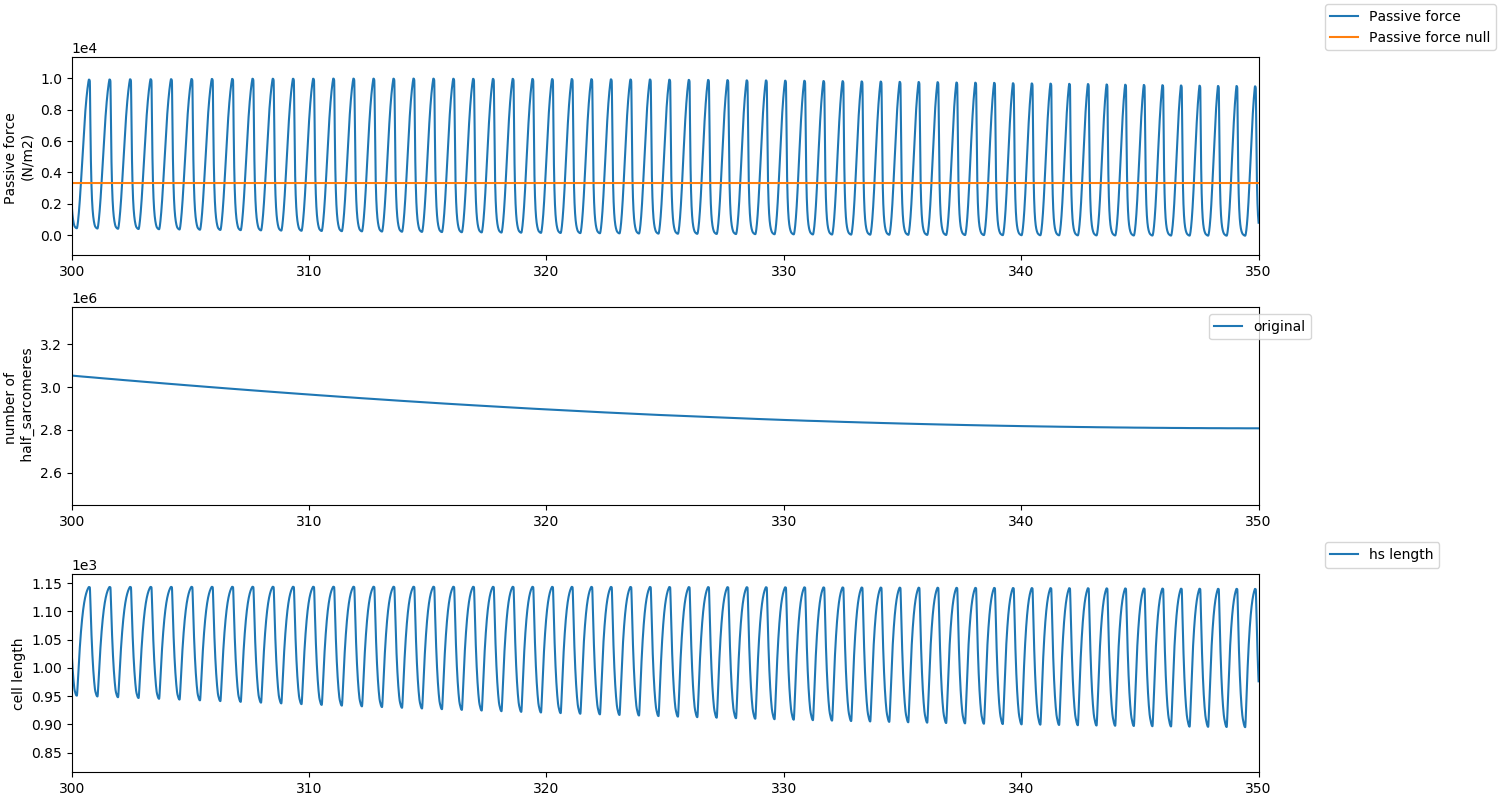 Passive force
Passive force null
1e4
Passive force
(N/m2)
1.0
0.8
0.6
0.4
0.2
0.0
300 310 320 330 340 350
1e6
original
number of
half_sarcomeres
3.2
3.0
2.8
2.6
300 310 320 330 340 350
hs length
1e3
cell length
1.15
1.10
1.05
1.00
0.95
0.90
0.85
300 310 320 330 340 350